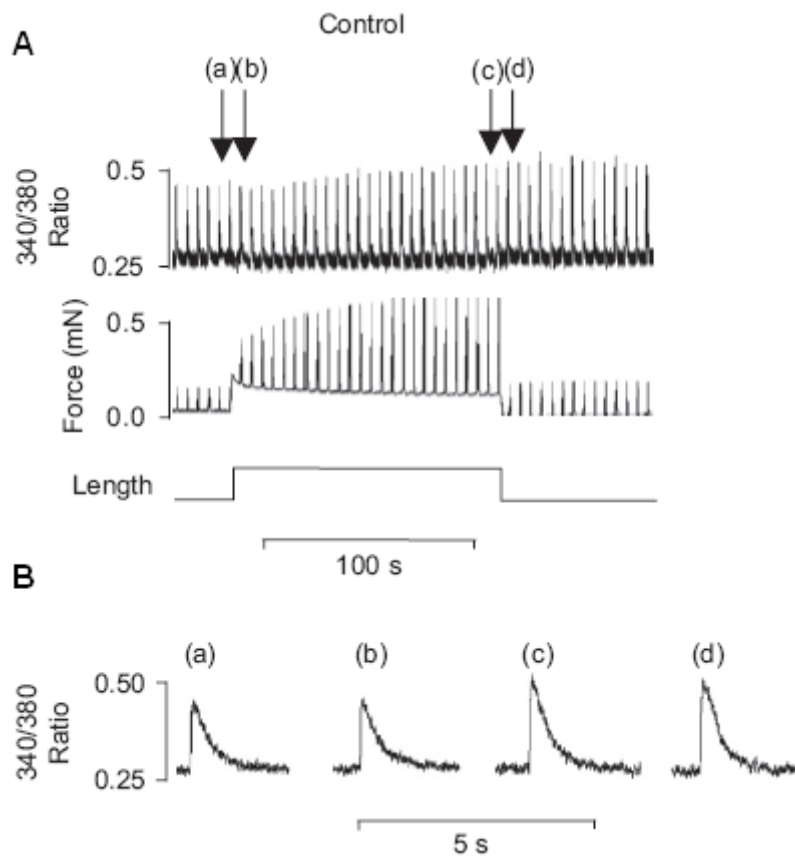 Control
A
(a) (b) (c) (d)
0.5
340/380
Ratio
0.25
0.5
Force (mN)
0.0
Length
100 s
B
(a) (b) (c) (d)
0.50
340/380
Ratio
0.25
5 s